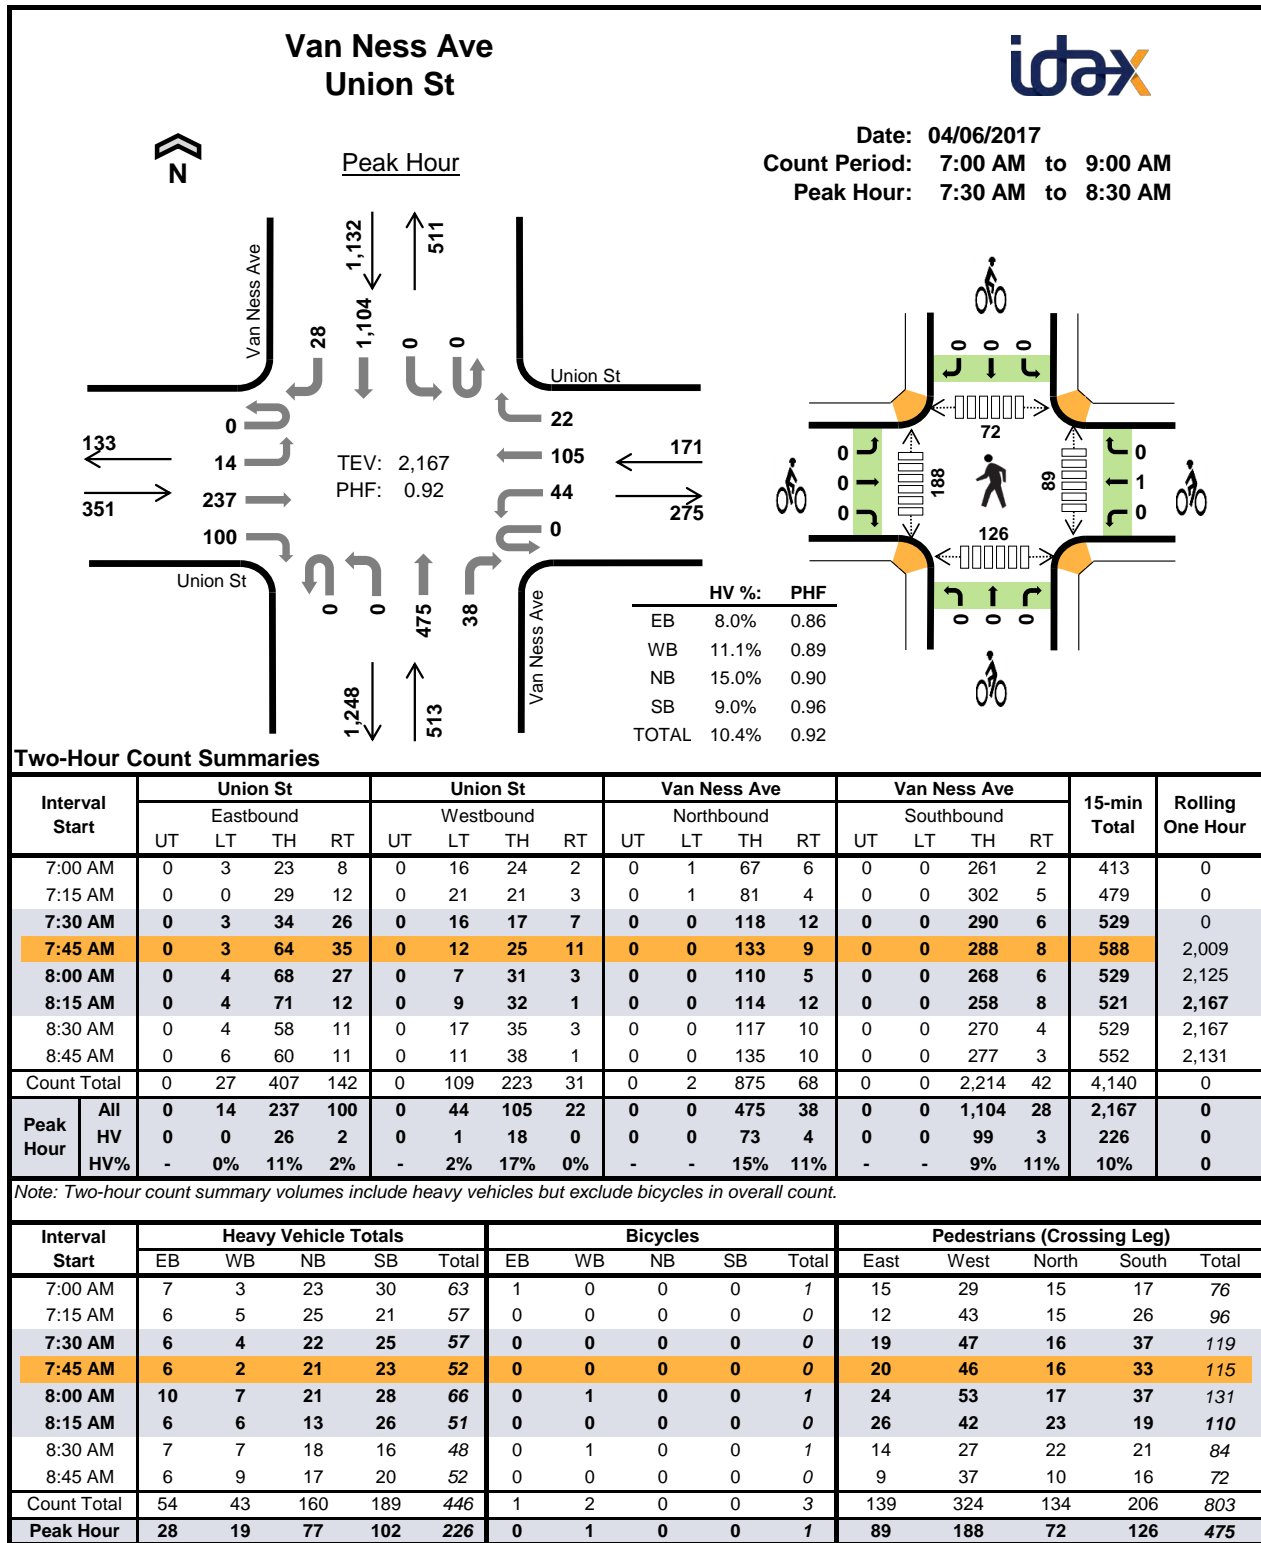 Van Ness Ave
Union St
idax
Date: 04/06/2017
Count Period: 7:00 AM to 9:00 AM
Peak Hour: 7:30 AM to 8:30 AM
N
Peak Hour
Van Ness Ave
1,132
511
28
1,104
0
0
Union St
0
14
237
100
133
351
TEV: 2,167
PHF: 0.92
22
105
44
0
171
275
Union St
0
0
475
38
Van Ness Ave
1,248
513
0 0 0
72
0
0
0
188
89
0
1
0
126
0 0 0
HV %: PHF
EB 8.0% 0.86
WB 11.1% 0.89
NB 15.0% 0.90
SB 9.0% 0.96
TOTAL 10.4% 0.92
Two-Hour Count Summaries
Interval Start Union St Union St Van Ness Ave Van Ness Ave 15-min Total Rolling One Hour
Eastbound Westbound Northbound Southbound
UT LT TH RT UT LT TH RT UT LT TH RT UT LT TH RT
7:00 AM 0 3 23 8 0 16 24 2 0 1 67 6 0 0 261 2 413 0
7:15 AM 0 0 29 12 0 21 21 3 0 1 81 4 0 0 302 5 479 0
7:30 AM 0 3 34 26 0 16 17 7 0 0 118 12 0 0 290 6 529 0
7:45 AM 0 3 64 35 0 12 25 11 0 0 133 9 0 0 288 8 588 2,009
8:00 AM 0 4 68 27 0 7 31 3 0 0 110 5 0 0 268 6 529 2,125
8:15 AM 0 4 71 12 0 9 32 1 0 0 114 12 0 0 258 8 521 2,167
8:30 AM 0 4 58 11 0 17 35 3 0 0 117 10 0 0 270 4 529 2,167
8:45 AM 0 6 60 11 0 11 38 1 0 0 135 10 0 0 277 3 552 2,131
Count Total 0 27 407 142 0 109 223 31 0 2 875 68 0 0 2,214 42 4,140 0
Peak Hour All 0 14 237 100 0 44 105 22 0 0 475 38 0 0 1,104 28 2,167 0
HV 0 0 26 2 0 1 18 0 0 0 73 4 0 0 99 3 226 0
HV% - 0% 11% 2% - 2% 17% 0% - - 15% 11% - - 9% 11% 10% 0
Note: Two-hour count summary volumes include heavy vehicles but exclude bicycles in overall count.
Interval Start Heavy Vehicle Totals Bicycles Pedestrians (Crossing Leg)
EB WB NB SB Total EB WB NB SB Total East West North South Total
7:00 AM 7 3 23 30 63 1 0 0 0 1 15 29 15 17 76
7:15 AM 6 5 25 21 57 0 0 0 0 0 12 43 15 26 96
7:30 AM 6 4 22 25 57 0 0 0 0 0 19 47 16 37 119
7:45 AM 6 2 21 23 52 0 0 0 0 0 20 46 16 33 115
8:00 AM 10 7 21 28 66 0 1 0 0 1 24 53 17 37 131
8:15 AM 6 6 13 26 51 0 0 0 0 0 26 42 23 19 110
8:30 AM 7 7 18 16 48 0 1 0 0 1 14 27 22 21 84
8:45 AM 6 9 17 20 52 0 0 0 0 0 9 37 10 16 72
Count Total 54 43 160 189 446 1 2 0 0 3 139 324 134 206 803
Peak Hour 28 19 77 102 226 0 1 0 0 1 89 188 72 126 475